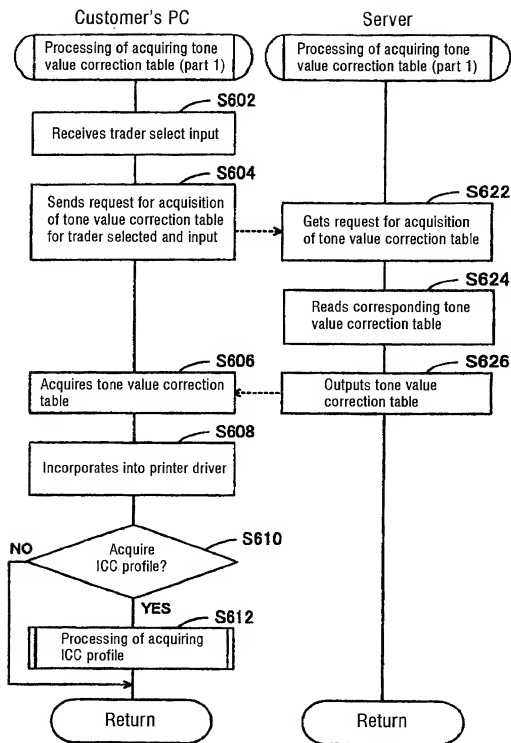 Customer's PC
Server
Processing of acquiring tone
value correction table (part 1)
Processing of acquiring tone
value correction table (part 1)
S602
Receives trader select input
S604
Sends request for acquisition
of tone value correction table
for trader selected and input
S622
Gets request for acquisition
of tone value correction table
S624
Reads corresponding tone
value correction table
S606
Acquires tone value correction
table
S626
Outputs tone value
correction table
S608
Incorporates into printer driver
S610
NO
Acquire
ICC profile?
YES
S612
Processing of acquiring
ICC profile
Return
Return